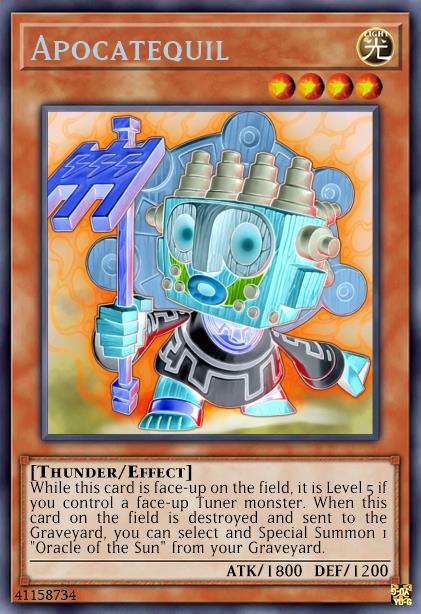 Apocatequil
LIGHT
光
[Thunder/Effect]
While this card is face-up on the field, it is Level 5 if
you control a face-up Tuner monster. When this
card on the field is destroyed and sent to the
Graveyard, you can select and Special Summon 1
"Oracle of the Sun" from your Graveyard.
ATK/1800 DEF/1200
41158734